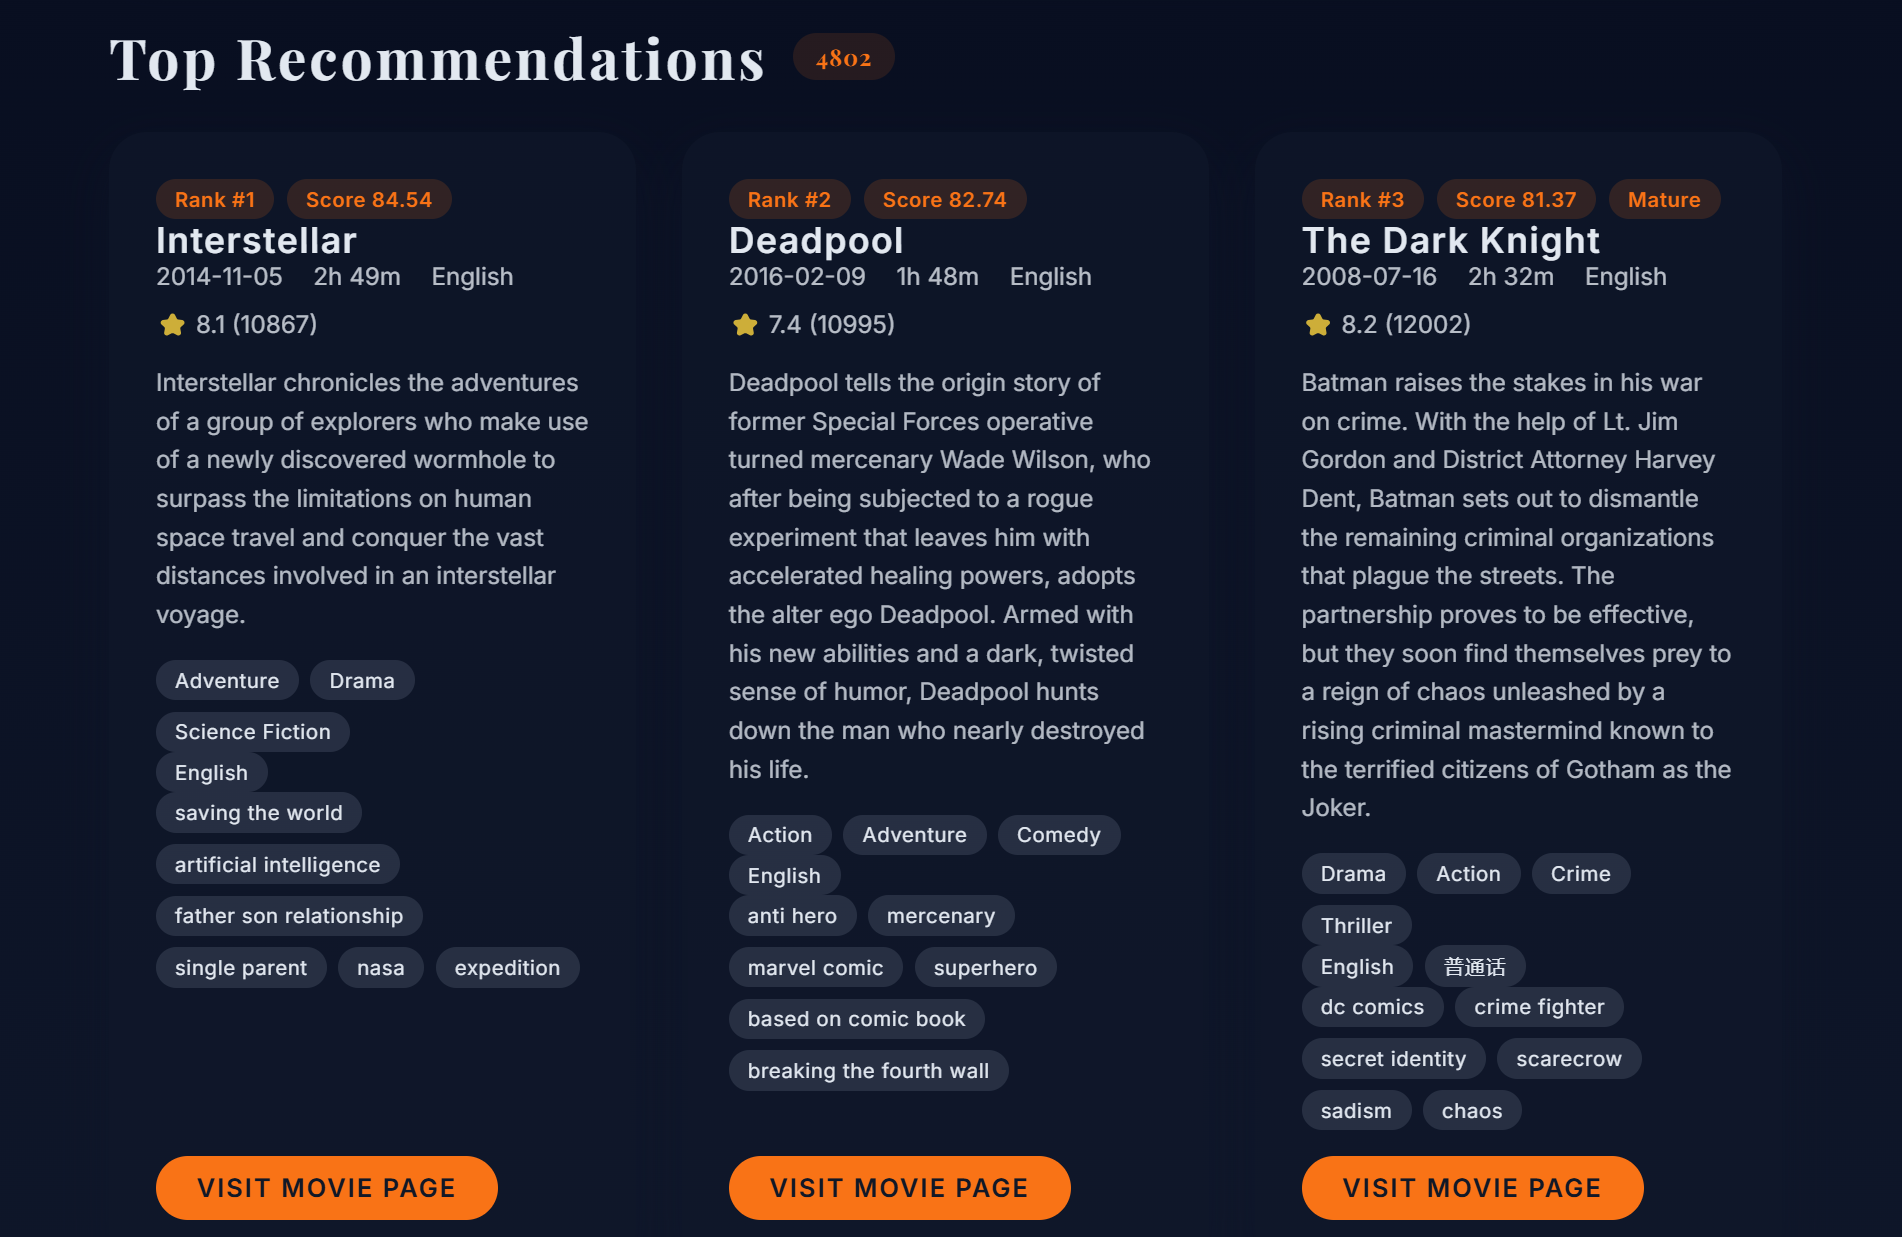 Top Recommendations 4802
Rank #1 Score 84.54
Interstellar
2014-11-05 2h 49m English
8.1 (10867)
Interstellar chronicles the adventures
of a group of explorers who make use
of a newly discovered wormhole to
surpass the limitations on human
space travel and conquer the vast
distances involved in an interstellar
voyage.
Adventure Drama
Science Fiction
English
saving the world
artificial intelligence
father son relationship
single parent nasa expedition
VISIT MOVIE PAGE
Rank #2 Score 82.74
Deadpool
2016-02-09 1h 48m English
7.4 (10995)
Deadpool tells the origin story of
former Special Forces operative
turned mercenary Wade Wilson, who
after being subjected to a rogue
experiment that leaves him with
accelerated healing powers, adopts
the alter ego Deadpool. Armed with
his new abilities and a dark, twisted
sense of humor, Deadpool hunts
down the man who nearly destroyed
his life.
Action Adventure Comedy
English
anti hero mercenary
marvel comic superhero
based on comic book
breaking the fourth wall
VISIT MOVIE PAGE
Rank #3 Score 81.37 Mature
The Dark Knight
2008-07-16 2h 32m English
8.2 (12002)
Batman raises the stakes in his war
on crime. With the help of Lt. Jim
Gordon and District Attorney Harvey
Dent, Batman sets out to dismantle
the remaining criminal organizations
that plague the streets. The
partnership proves to be effective,
but they soon find themselves prey to
a reign of chaos unleashed by a
rising criminal mastermind known to
the terrified citizens of Gotham as the
Joker.
Drama Action Crime
Thriller
English 普通话
dc comics crime fighter
secret identity scarecrow
sadism chaos
VISIT MOVIE PAGE